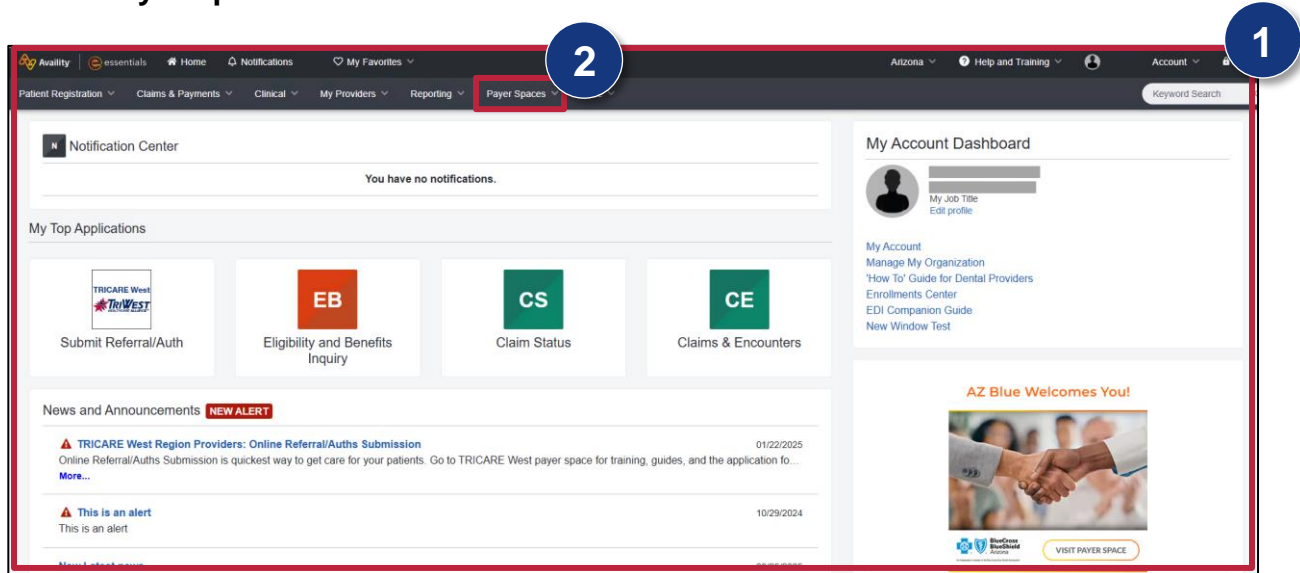 1
2
Availity
essentials
Home
Notifications
My Favorites
Arizona
Help and Training
Account
Patient Registration
Claims & Payments
Clinical
My Providers
Reporting
Payer Spaces
Keyword Search
N
Notification Center
You have no notifications.
My Account Dashboard
My Job Title
Edit profile
My Account
Manage My Organization
'How To' Guide for Dental Providers
Enrollments Center
EDI Companion Guide
New Window Test
My Top Applications
TRICARE West
TRIWEST
Submit Referral/Auth
EB
Eligibility and Benefits
Inquiry
CS
Claim Status
CE
Claims & Encounters
News and Announcements NEW ALERT
TRICARE West Region Providers: Online Referral/Auths Submission
01/22/2025
Online Referral/Auths Submission is quickest way to get care for your patients. Go to TRICARE West payer space for training, guides, and the application fo...
More...
This is an alert
10/29/2024
This is an alert
AZ Blue Welcomes You!
BlueCross
BlueShield
Arizona
VISIT PAYER SPACE